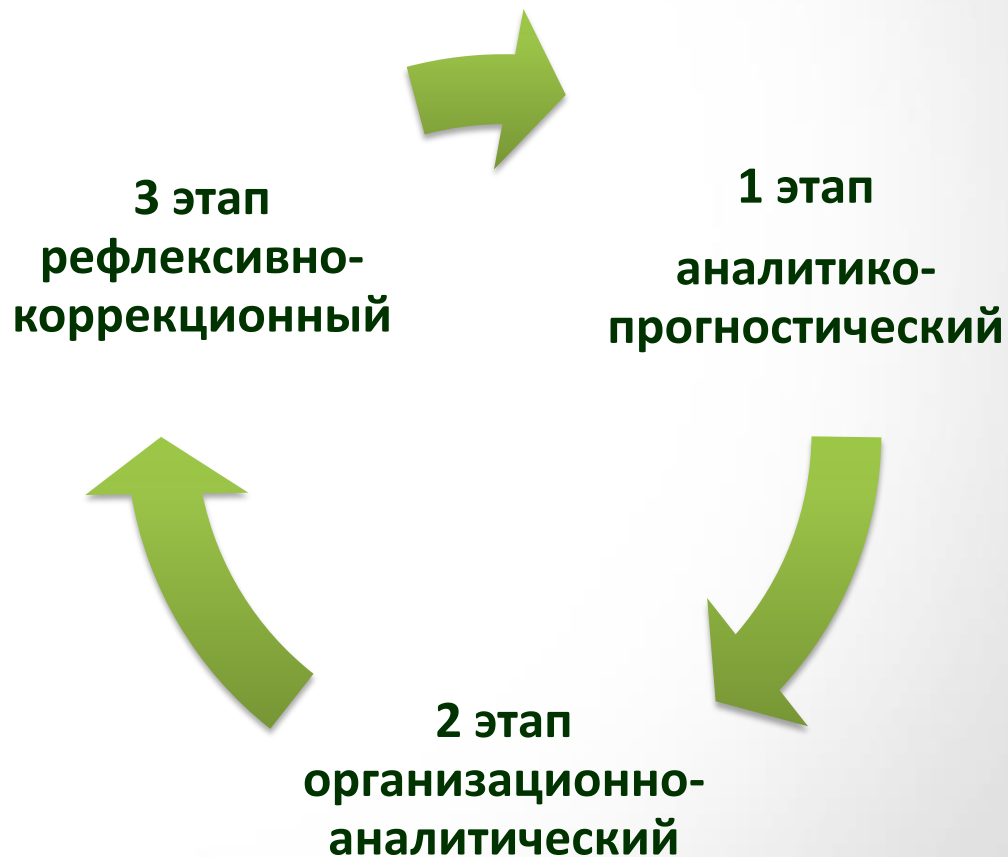 1 этап
аналитико-
прогностический
2 этап
организационно-
аналитический
3 этап
рефлексивно-
коррекционный